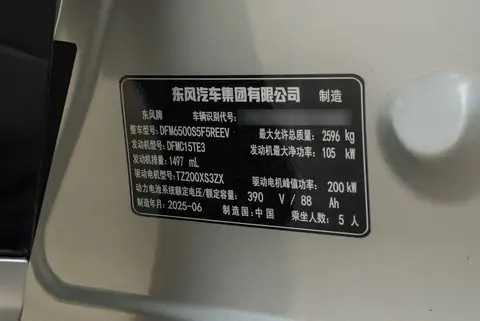 东风汽车集团有限公司 制造
东风牌 车辆识别代号:
整车型号: DFM6500S5F5REEV 最大允许总质量: 2596 kg
发动机型号: DFMC15TE3 发动机最大净功率: 105 kW
发动机排量: 1497 mL
驱动电机型号: TZ200XS3ZX 驱动电机峰值功率: 200 kW
动力电池系统额定电压/额定容量: 390 V / 88 Ah
制造年月: 2025-06 制造国: 中国 乘坐人数: 5 人